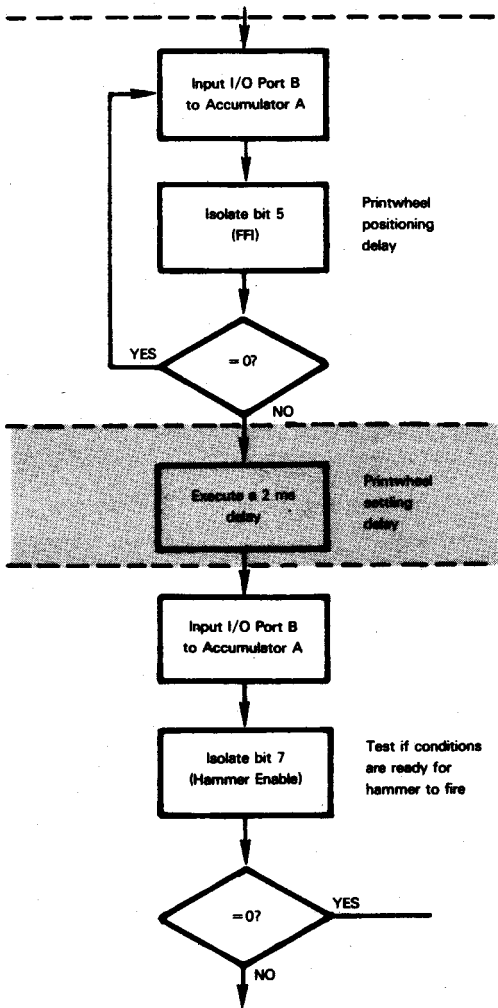 Input I/O Port B
to Accumulator A
Isolate bit 5
(FFI)
Printwheel
positioning
delay
= 0?
YES
NO
Execute a 2 ms
delay
Printwheel
settling
delay
Input I/O Port B
to Accumulator A
Isolate bit 7
(Hammer Enable)
Test if conditions
are ready for
hammer to fire
= 0?
YES
NO